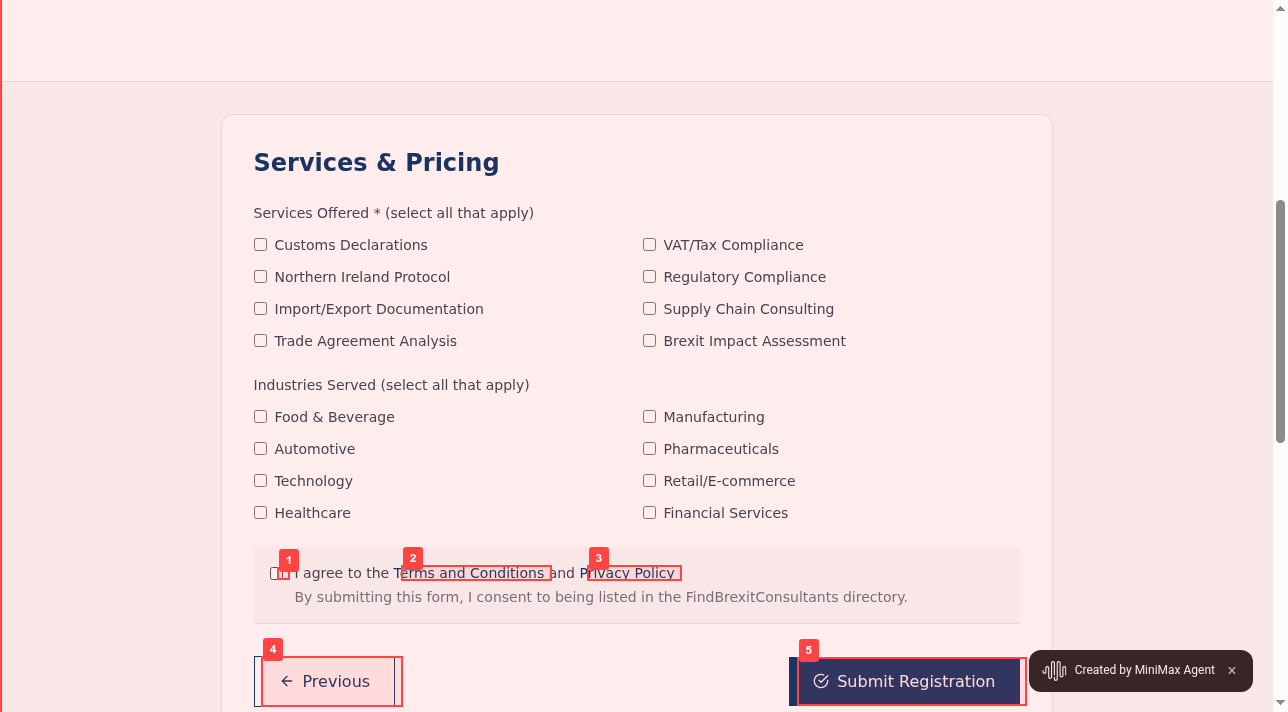 Services & Pricing
Services Offered * (select all that apply)
Customs Declarations
VAT/Tax Compliance
Northern Ireland Protocol
Regulatory Compliance
Import/Export Documentation
Supply Chain Consulting
Trade Agreement Analysis
Brexit Impact Assessment
Industries Served (select all that apply)
Food & Beverage
Manufacturing
Automotive
Pharmaceuticals
Technology
Retail/E-commerce
Healthcare
Financial Services
1
2
3
I agree to the Terms and Conditions and Privacy Policy
By submitting this form, I consent to being listed in the FindBrexitConsultants directory.
4
5
Previous
Submit Registration
Created by MiniMax Agent ×